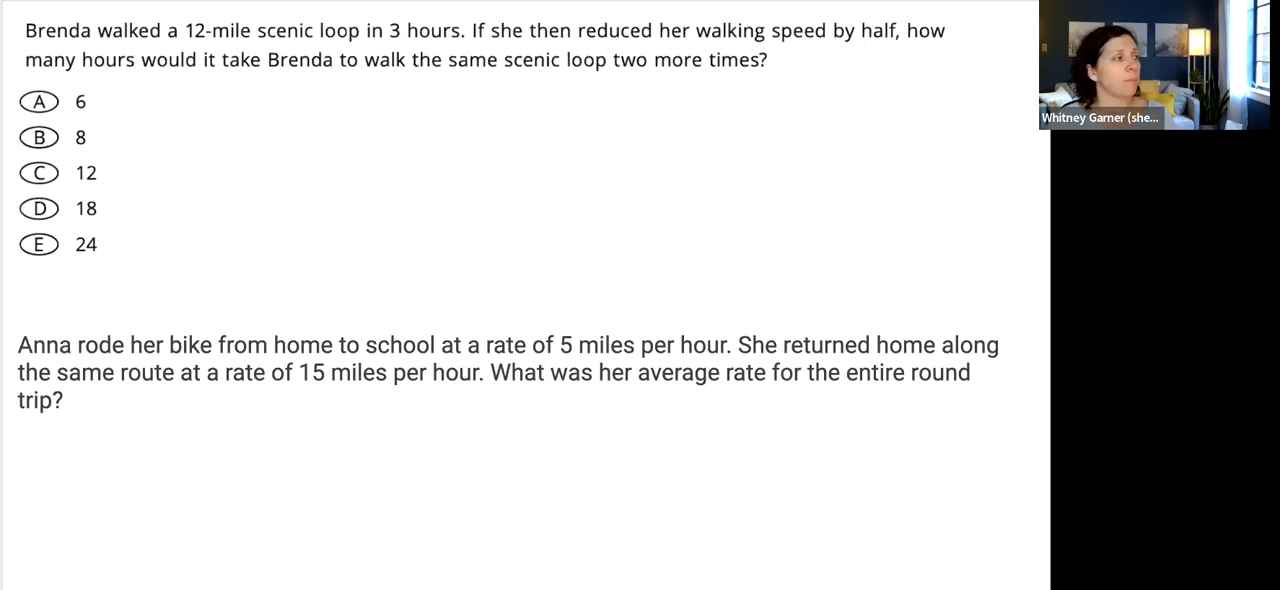 Brenda walked a 12-mile scenic loop in 3 hours. If she then reduced her walking speed by half, how
many hours would it take Brenda to walk the same scenic loop two more times?
A 6
B 8
C 12
D 18
E 24
Anna rode her bike from home to school at a rate of 5 miles per hour. She returned home along
the same route at a rate of 15 miles per hour. What was her average rate for the entire round
trip?
Whitney Garner (she...